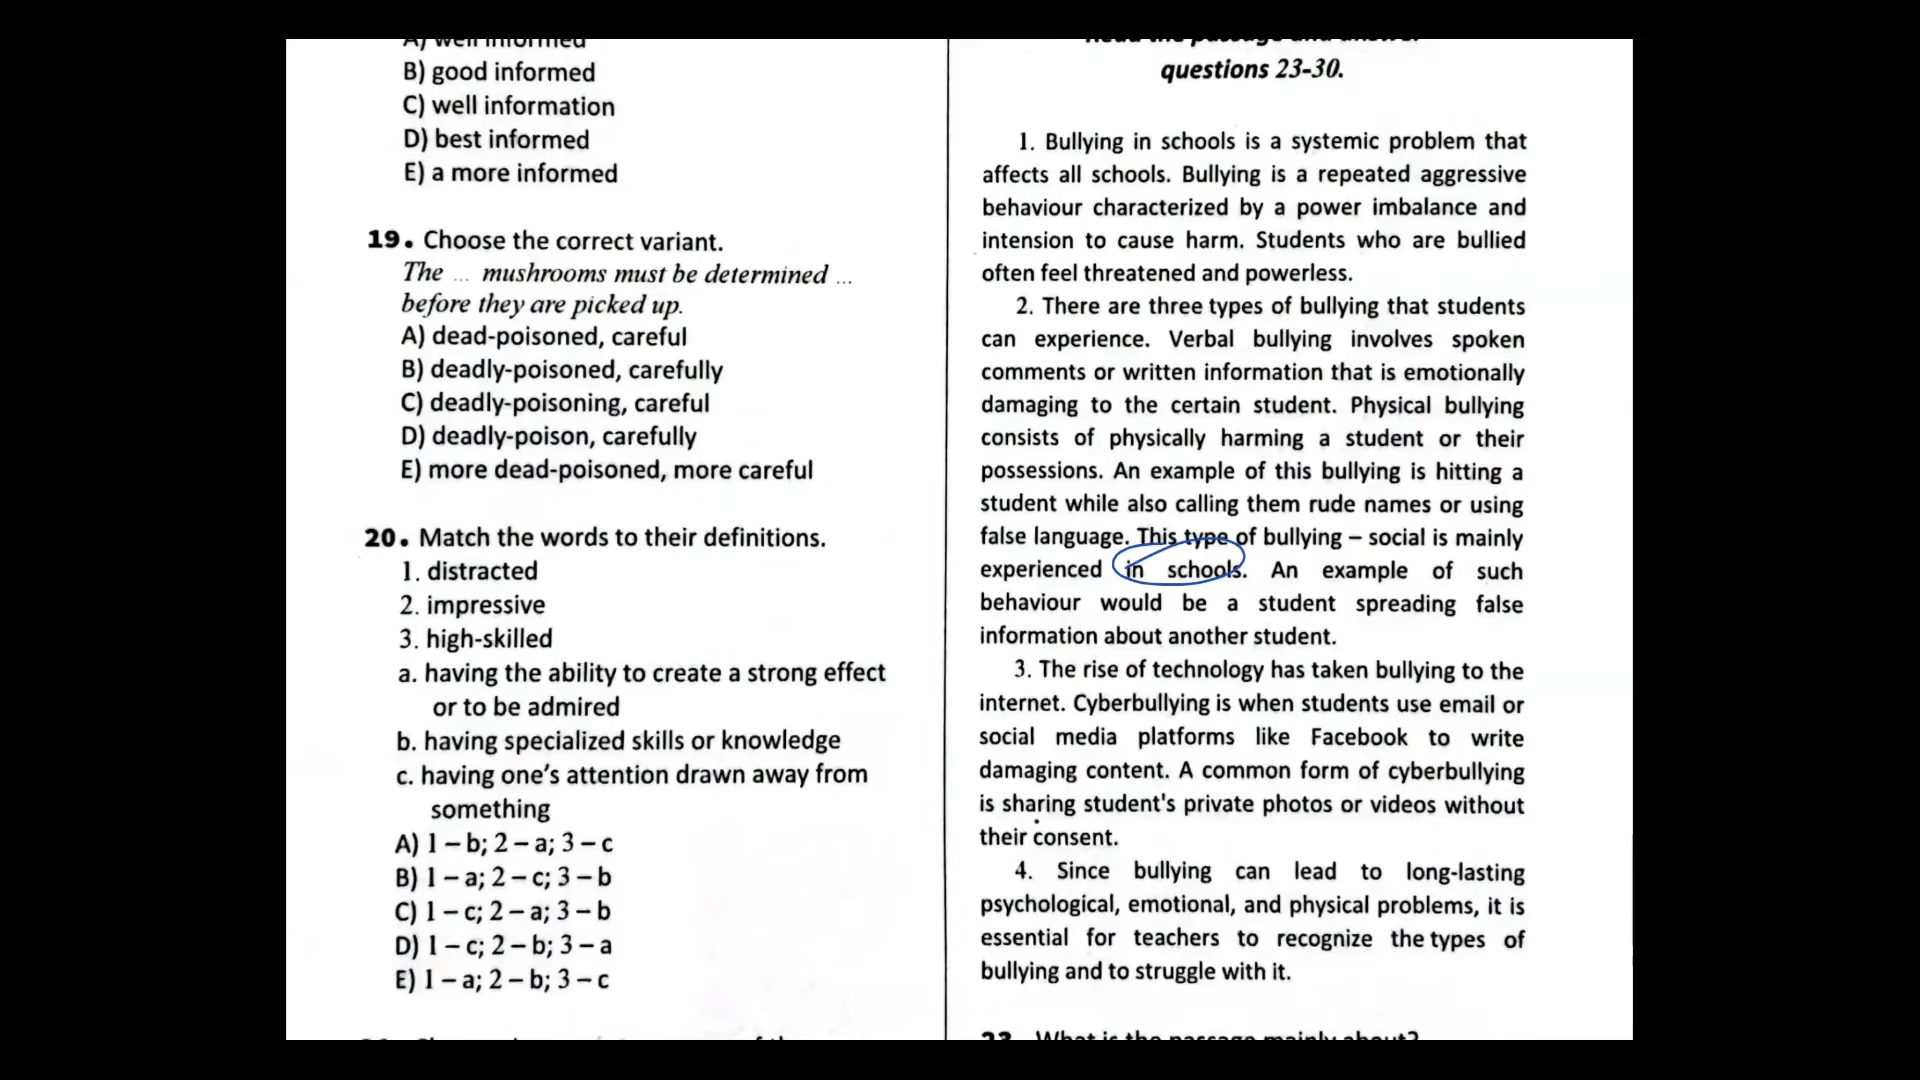 A) well informed
B) good informed
C) well information
D) best informed
E) a more informed
19. Choose the correct variant.
The ... mushrooms must be determined ...
before they are picked up.
A) dead-poisoned, careful
B) deadly-poisoned, carefully
C) deadly-poisoning, careful
D) deadly-poison, carefully
E) more dead-poisoned, more careful
20. Match the words to their definitions.
1. distracted
2. impressive
3. high-skilled
a. having the ability to create a strong effect
or to be admired
b. having specialized skills or knowledge
c. having one's attention drawn away from
something
A) 1 – b; 2 – a; 3 – c
B) 1 – a; 2 – c; 3 – b
C) 1 – c; 2 – a; 3 – b
D) 1 – c; 2 – b; 3 – a
E) 1 – a; 2 – b; 3 – c
Read the passage and answer
questions 23-30.
1. Bullying in schools is a systemic problem that
affects all schools. Bullying is a repeated aggressive
behaviour characterized by a power imbalance and
intension to cause harm. Students who are bullied
often feel threatened and powerless.
2. There are three types of bullying that students
can experience. Verbal bullying involves spoken
comments or written information that is emotionally
damaging to the certain student. Physical bullying
consists of physically harming a student or their
possessions. An example of this bullying is hitting a
student while also calling them rude names or using
false language. This type of bullying – social is mainly
experienced in schools. An example of such
behaviour would be a student spreading false
information about another student.
3. The rise of technology has taken bullying to the
internet. Cyberbullying is when students use email or
social media platforms like Facebook to write
damaging content. A common form of cyberbullying
is sharing student's private photos or videos without
their consent.
4. Since bullying can lead to long-lasting
psychological, emotional, and physical problems, it is
essential for teachers to recognize the types of
bullying and to struggle with it.
23. What is the passage mainly about?